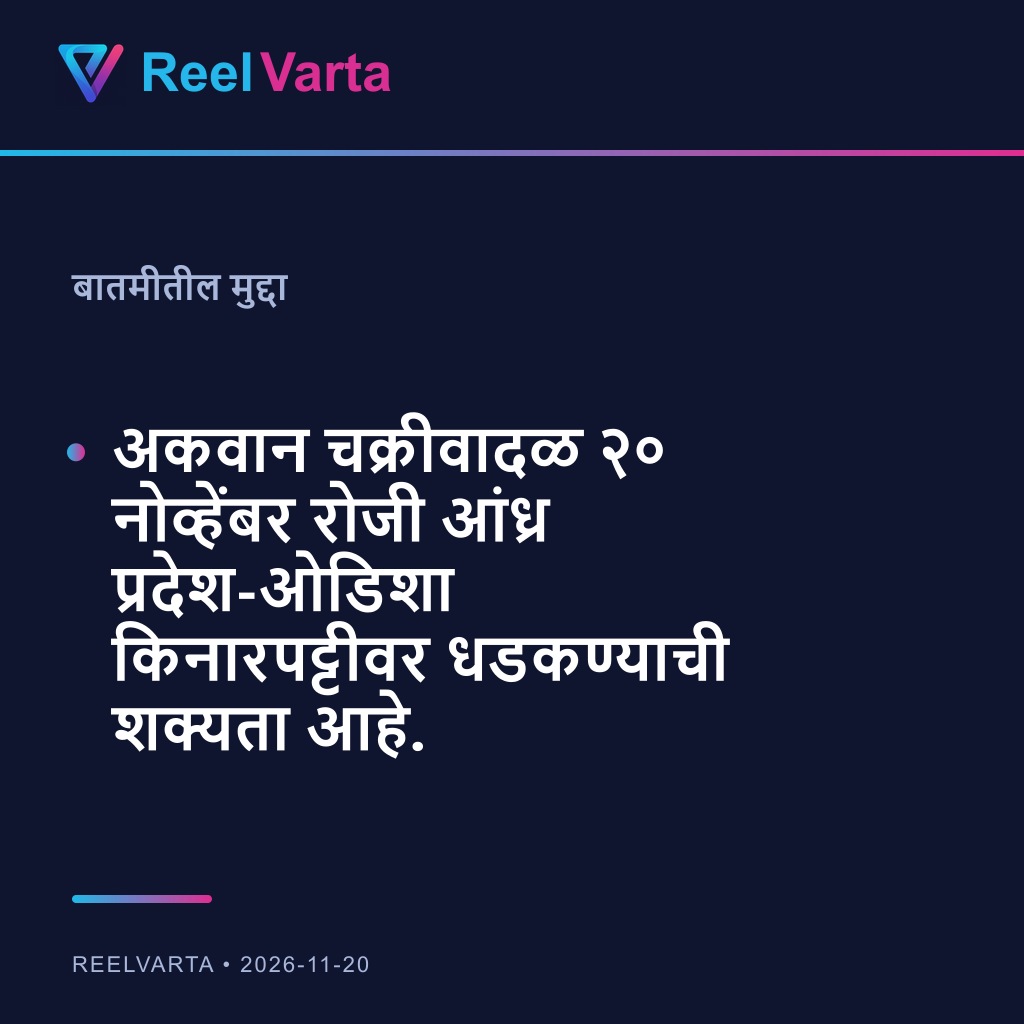 ReelVarta
बातमीतील मुद्दा
• अकवान चक्रीवादळ २०
नोव्हेंबर रोजी आंध्र
प्रदेश-ओडिशा
किनारपट्टीवर धडकण्याची
शक्यता आहे.
REELVARTA • 2026-11-20